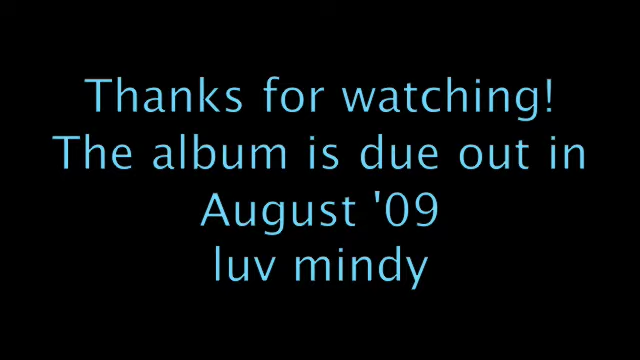 Thanks for watching!
The album is due out in
August '09
luv mindy